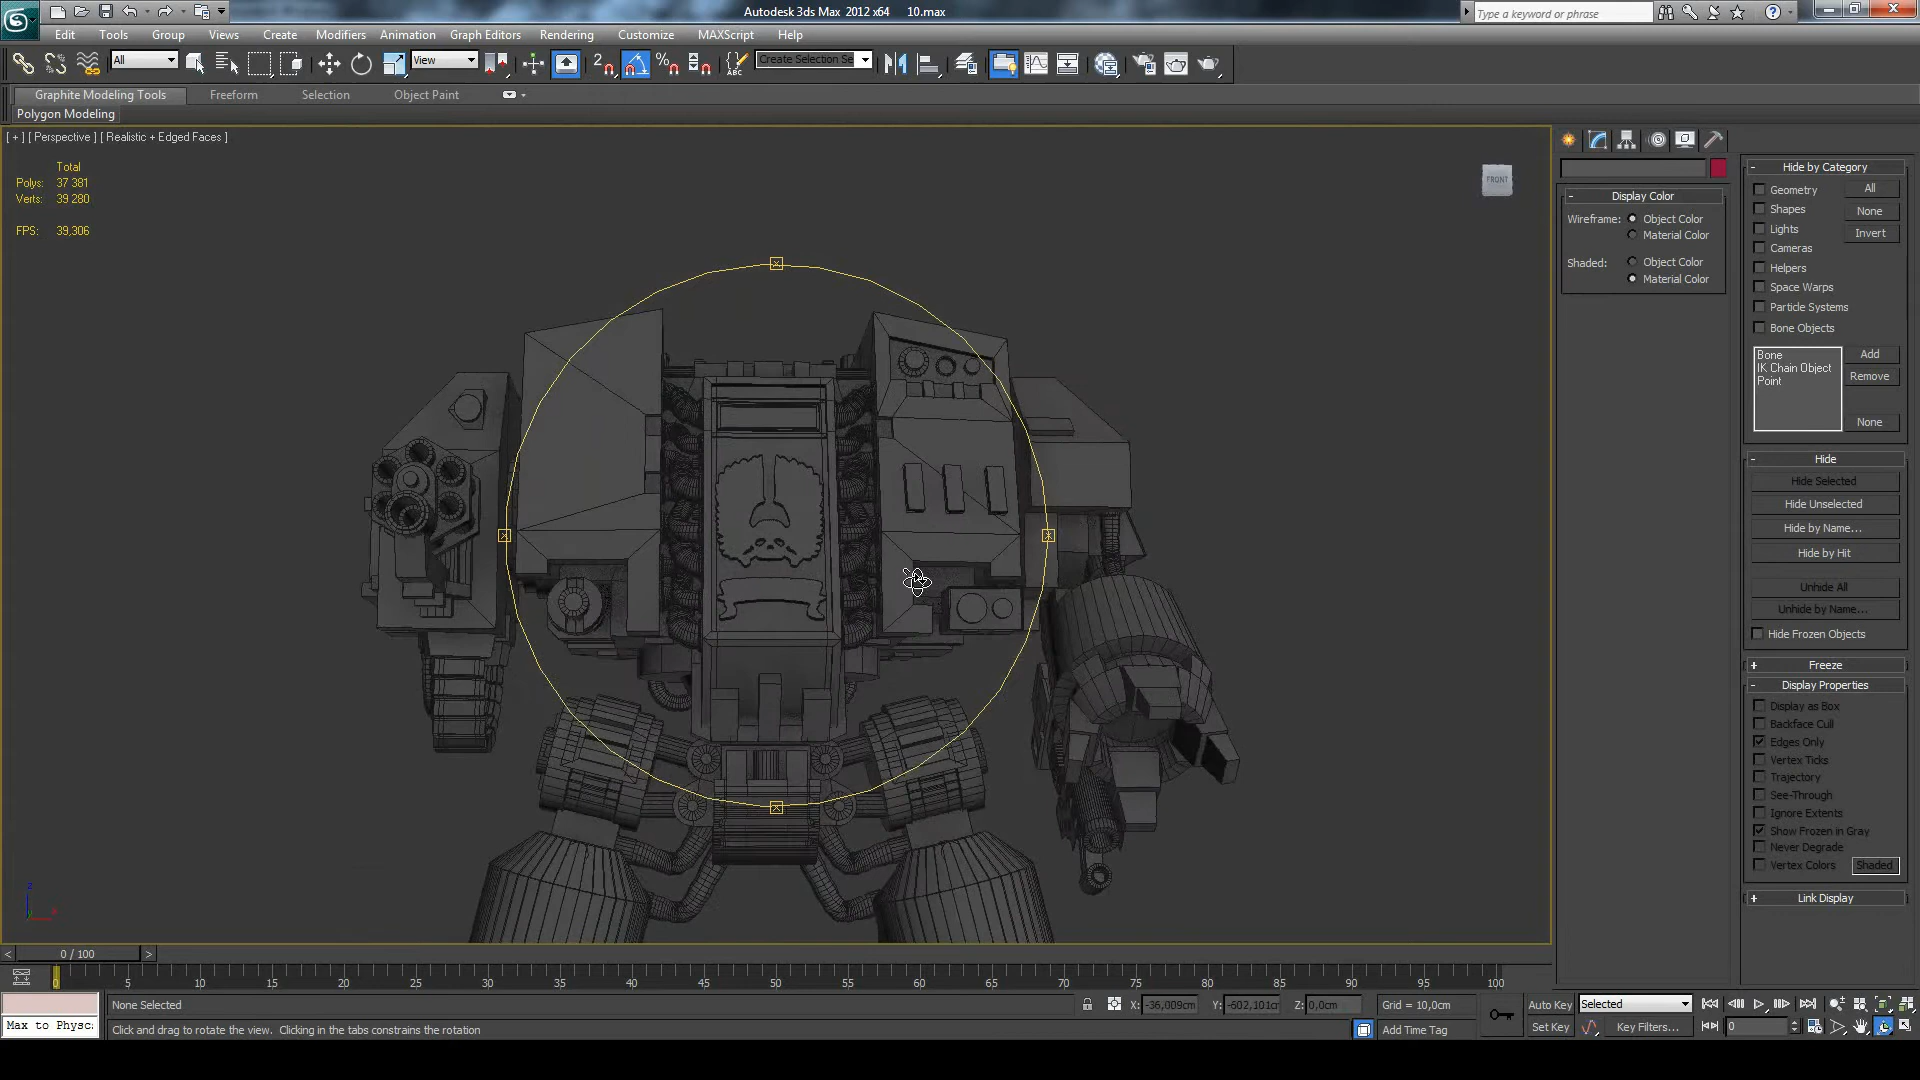 Autodesk 3ds Max 2012 x64    10.max
Type a keyword or phrase
Edit Tools Group Views Create Modifiers Animation Graph Editors Rendering Customize MAXScript Help
All View Create Selection Se
Graphite Modeling Tools Freeform Selection Object Paint
Polygon Modeling
[ + ] [ Perspective ] [ Realistic + Edged Faces ]
Total
Polys: 37 381
Verts: 39 280
FPS: 39,306
FRONT
Display Color
Wireframe: Object Color
Material Color
Shaded: Object Color
Material Color
Hide by Category
Geometry All
Shapes None
Lights Invert
Cameras
Helpers
Space Warps
Particle Systems
Bone Objects
Bone Add
IK Chain Object Remove
Point
None
Hide
Hide Selected
Hide Unselected
Hide by Name...
Hide by Hit
Unhide All
Unhide by Name...
Hide Frozen Objects
Freeze
Display Properties
Display as Box
Backface Cull
Edges Only
Vertex Ticks
Trajectory
See-Through
Ignore Extents
Show Frozen in Gray
Never Degrade
Vertex Colors Shaded
Link Display
< 0 / 100 >
0 5 10 15 20 25 30 35 40 45 50 55 60 65 70 75 80 85 90 95 100
None Selected X: -36,009cm Y: -602,101cm Z: 0,0cm Grid = 10,0cm Auto Key Selected
Max to Physc: Click and drag to rotate the view. Clicking in the tabs constrains the rotation Add Time Tag Set Key Key Filters... 0